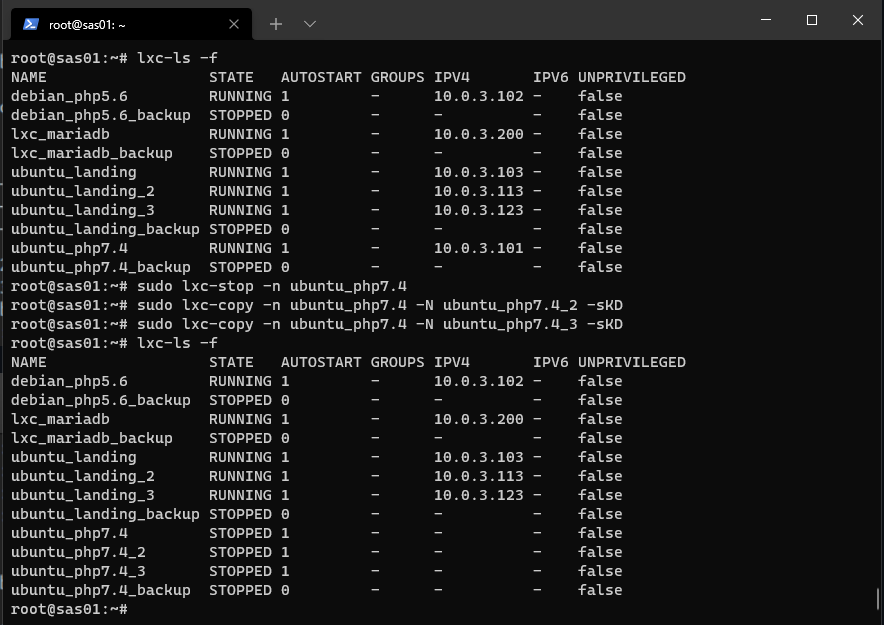 root@sas01: ~
root@sas01:~# lxc-ls -f
NAME                 STATE   AUTOSTART GROUPS IPV4       IPV6 UNPRIVILEGED
debian_php5.6        RUNNING 1         -      10.0.3.102 -    false
debian_php5.6_backup STOPPED 0         -      -          -    false
lxc_mariadb          RUNNING 1         -      10.0.3.200 -    false
lxc_mariadb_backup   STOPPED 0         -      -          -    false
ubuntu_landing       RUNNING 1         -      10.0.3.103 -    false
ubuntu_landing_2     RUNNING 1         -      10.0.3.113 -    false
ubuntu_landing_3     RUNNING 1         -      10.0.3.123 -    false
ubuntu_landing_backup STOPPED 0         -      -          -    false
ubuntu_php7.4        RUNNING 1         -      10.0.3.101 -    false
ubuntu_php7.4_backup STOPPED 0         -      -          -    false
root@sas01:~# sudo lxc-stop -n ubuntu_php7.4
root@sas01:~# sudo lxc-copy -n ubuntu_php7.4 -N ubuntu_php7.4_2 -sKD
root@sas01:~# sudo lxc-copy -n ubuntu_php7.4 -N ubuntu_php7.4_3 -sKD
root@sas01:~# lxc-ls -f
NAME                 STATE   AUTOSTART GROUPS IPV4       IPV6 UNPRIVILEGED
debian_php5.6        RUNNING 1         -      10.0.3.102 -    false
debian_php5.6_backup STOPPED 0         -      -          -    false
lxc_mariadb          RUNNING 1         -      10.0.3.200 -    false
lxc_mariadb_backup   STOPPED 0         -      -          -    false
ubuntu_landing       RUNNING 1         -      10.0.3.103 -    false
ubuntu_landing_2     RUNNING 1         -      10.0.3.113 -    false
ubuntu_landing_3     RUNNING 1         -      10.0.3.123 -    false
ubuntu_landing_backup STOPPED 0         -      -          -    false
ubuntu_php7.4        STOPPED 1         -      -          -    false
ubuntu_php7.4_2      STOPPED 1         -      -          -    false
ubuntu_php7.4_3      STOPPED 1         -      -          -    false
ubuntu_php7.4_backup STOPPED 0         -      -          -    false
root@sas01:~#